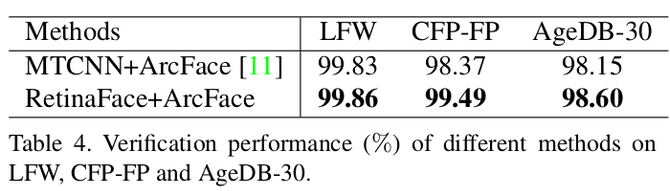 Methods LFW CFP-FP AgeDB-30
MTCNN+ArcFace [11] 99.83 98.37 98.15
RetinaFace+ArcFace 99.86 99.49 98.60
Table 4. Verification performance (%) of different methods on
LFW, CFP-FP and AgeDB-30.